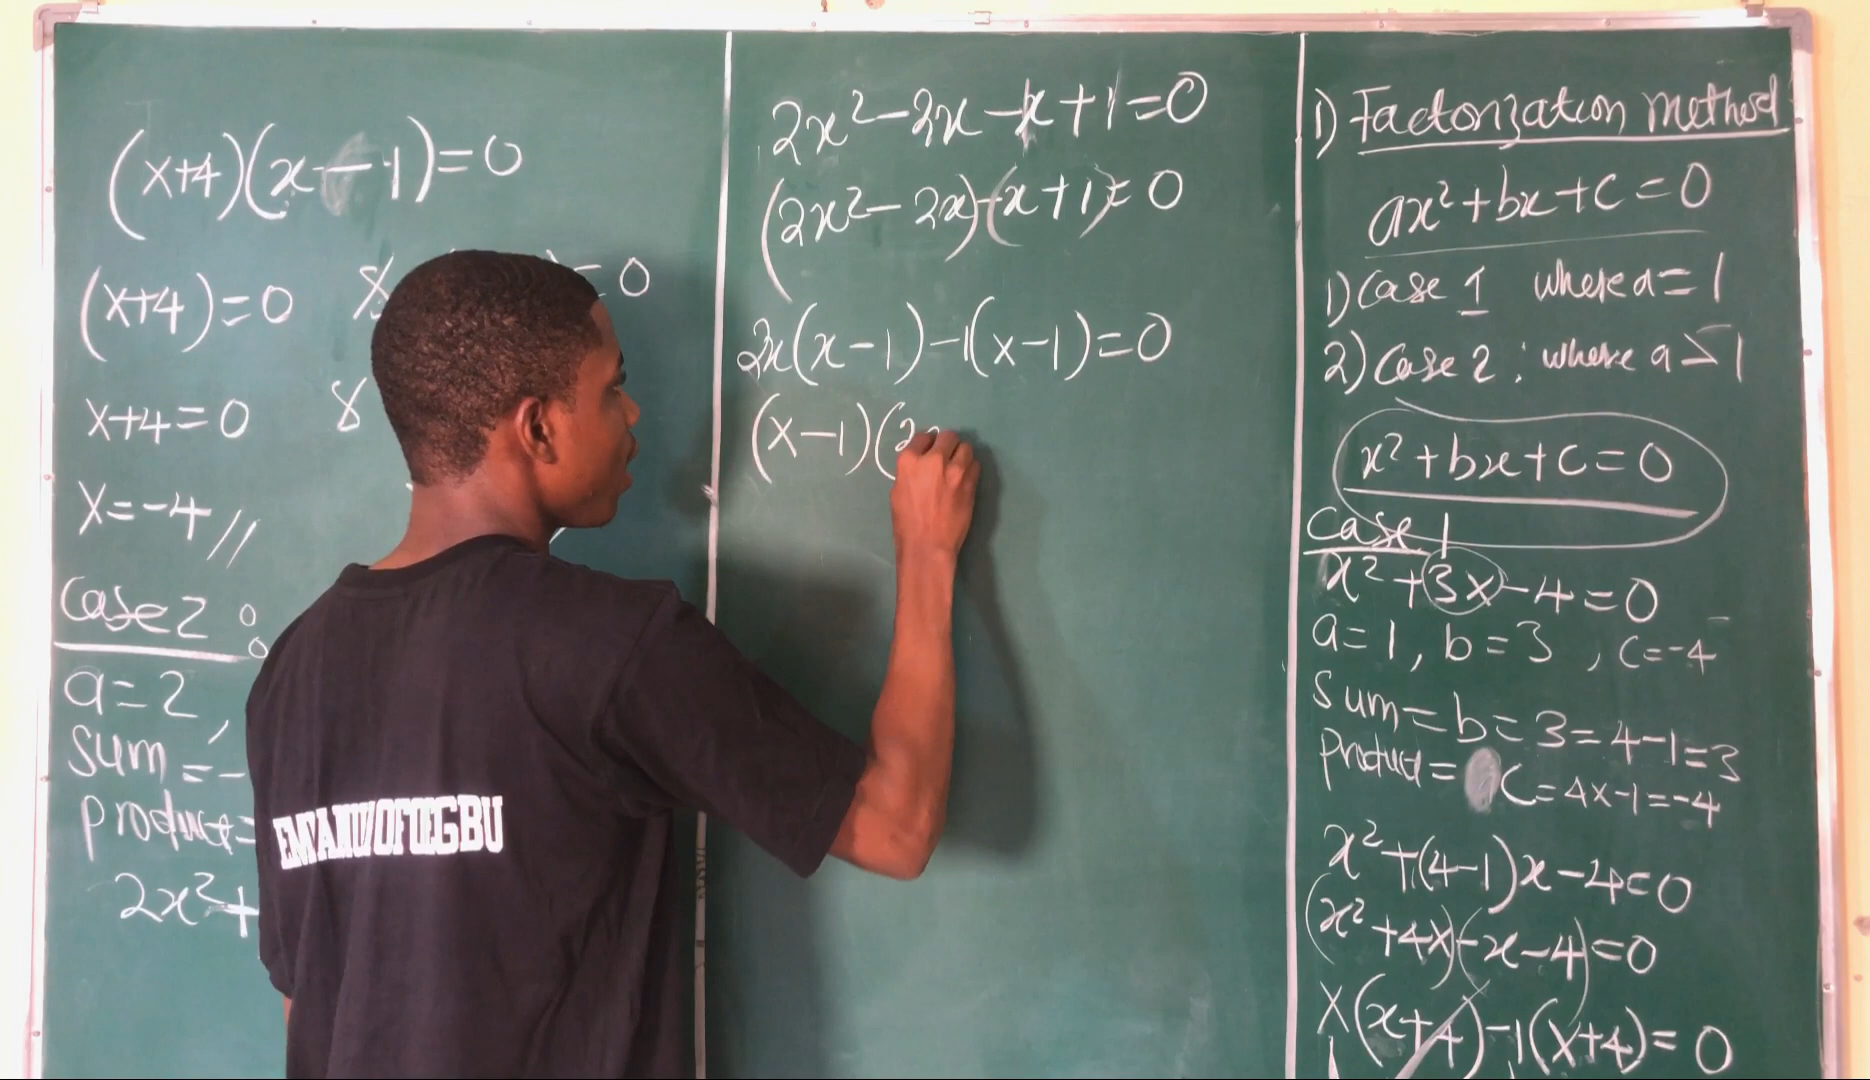 (x+4)(x-1)=0
(x+4)=0 =0
x+4=0
x=-4//
Case 2:
a=2,
sum=-
product=
2x²+
2x²-2x-x+1=0
(2x²-2x)-(x+1)=0
2x(x-1)-1(x-1)=0
(x-1)(2
1) Factorization method
ax²+bx+c=0
1) Case 1 where a=1
2) Case 2: where a>1
x²+bx+c=0
Case 1
x²+3x-4=0
a=1, b=3, c=-4
Sum=b=3=4-1=3
Product= c=4x-1=-4
x²+(4-1)x-4=0
(x²+4x)-(x-4)=0
x(x+4)-1(x+4)=0